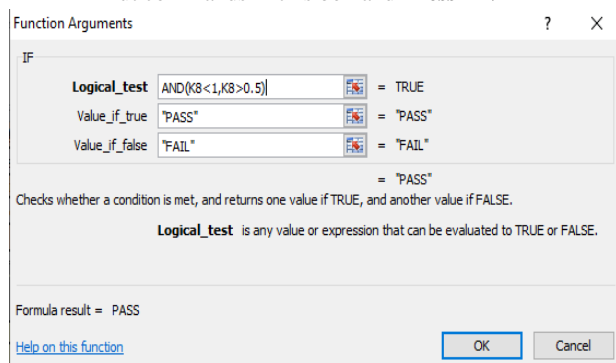 Function Arguments ? X
IF
Logical_test AND(K8<1,K8>0.5) = TRUE
Value_if_true "PASS" = "PASS"
Value_if_false "FAIL" = "FAIL"
= "PASS"
Checks whether a condition is met, and returns one value if TRUE, and another value if FALSE.
Logical_test is any value or expression that can be evaluated to TRUE or FALSE.
Formula result = PASS
Help on this function OK Cancel